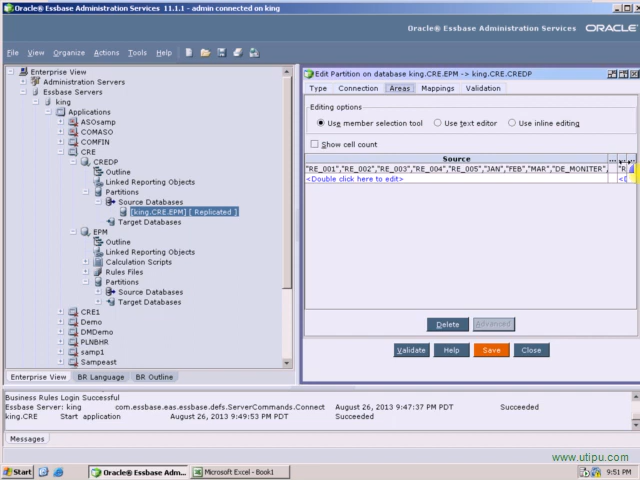 Oracle® Essbase Administration Services 11.1.1 - admin connected on king
Oracle® Essbase Administration Services ORACLE
File View Organize Actions Tools Help
Enterprise View
Administration Servers
Essbase Servers
king
Applications
ASOsamp
COMASO
COMFIN
CRE
CREDP
Outline
Linked Reporting Objects
Partitions
Source Databases
[king.CRE.EPM] [ Replicated ]
Target Databases
EPM
Outline
Linked Reporting Objects
Calculation Scripts
Rules Files
Partitions
Source Databases
Target Databases
CRE1
Demo
DMDemo
PLNBHR
samp1
Sampeast
Enterprise View BR Language BR Outline
Edit Partition on database king.CRE.EPM -> king.CRE.CREDP
Type Connection Areas Mappings Validation
Editing options
Use member selection tool Use text editor Use inline editing
Show cell count
Source ... ...
"RE_001","RE_002","RE_003","RE_004","RE_005","JAN","FEB","MAR","DE_MONITER", "R
<Double click here to edit> <D
Delete Advanced
Validate Help Save Close
Business Rules Login Successful
Essbase Server: king com.essbase.eas.essbase.defs.ServerCommands.Connect August 26, 2013 9:47:37 PM PDT Succeeded
king.CRE Start application August 26, 2013 9:49:53 PM PDT Succeeded
Messages
www.utipu.com
Start Oracle® Essbase Adm... Microsoft Excel - Book1 9:51 PM